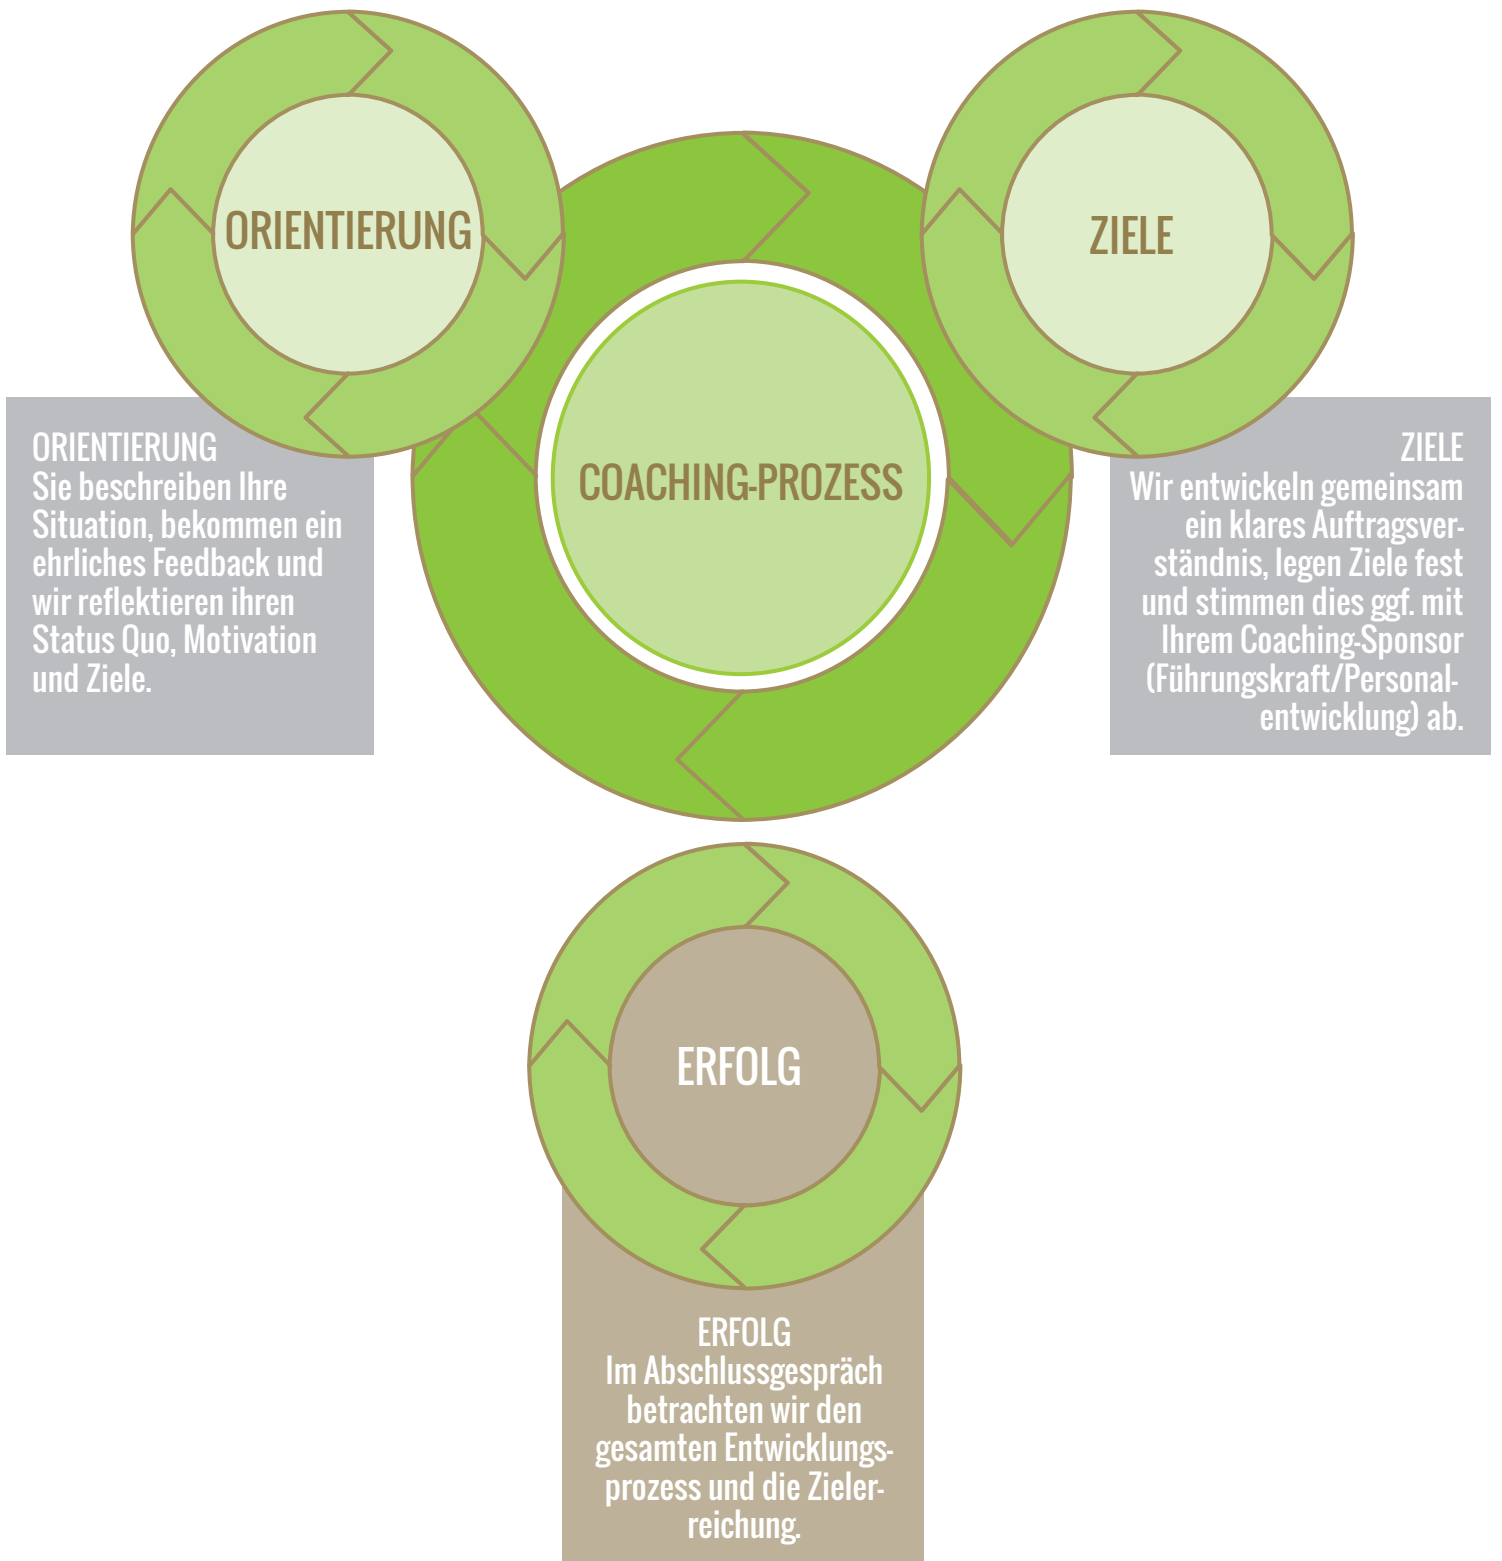 ORIENTIERUNG
ZIELE
COACHING-PROZESS
ORIENTIERUNG
Sie beschreiben Ihre
Situation, bekommen ein
ehrliches Feedback und
wir reflektieren ihren
Status Quo, Motivation
und Ziele.
ZIELE
Wir entwickeln gemeinsam
ein klares Auftragsver-
ständnis, legen Ziele fest
und stimmen dies ggf. mit
Ihrem Coaching-Sponsor
(Führungskraft/Personal-
entwicklung) ab.
ERFOLG
ERFOLG
Im Abschlussgespräch
betrachten wir den
gesamten Entwicklungs-
prozess und die Zieler-
reichung.